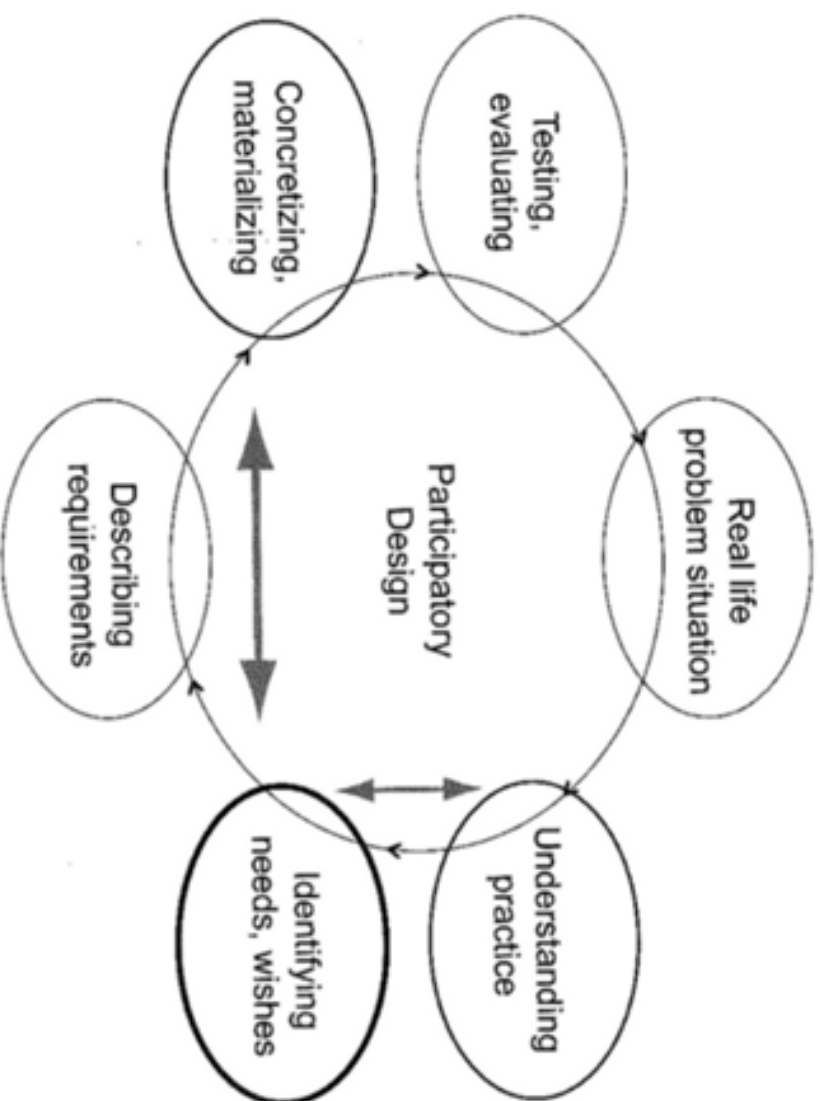 Real life
problem situation
Understanding
practice
Identifying
needs, wishes
Describing
requirements
Concretizing,
materializing
Testing,
evaluating
Participatory
Design